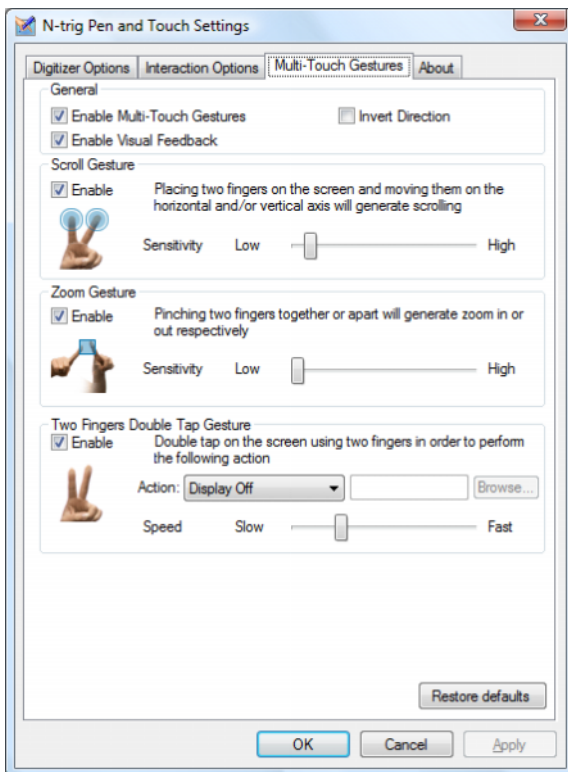 N-trig Pen and Touch Settings
Digitizer Options Interaction Options Multi-Touch Gestures About
General
Enable Multi-Touch Gestures Invert Direction
Enable Visual Feedback
Scroll Gesture
Enable Placing two fingers on the screen and moving them on the
horizontal and/or vertical axis will generate scrolling
Sensitivity Low High
Zoom Gesture
Enable Pinching two fingers together or apart will generate zoom in or
out respectively
Sensitivity Low High
Two Fingers Double Tap Gesture
Enable Double tap on the screen using two fingers in order to perform
the following action
Action: Display Off Browse...
Speed Slow Fast
Restore defaults
OK Cancel Apply